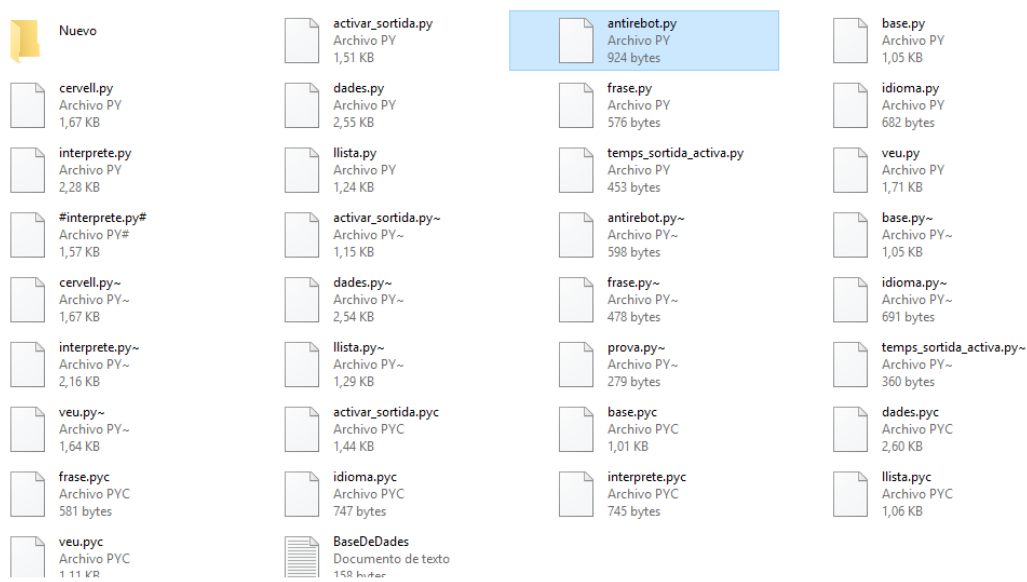 Nuevo
activar_sortida.py
Archivo PY
1,51 KB
antirebot.py
Archivo PY
924 bytes
base.py
Archivo PY
1,05 KB
cervell.py
Archivo PY
1,67 KB
dades.py
Archivo PY
2,55 KB
frase.py
Archivo PY
576 bytes
idioma.py
Archivo PY
682 bytes
interprete.py
Archivo PY
2,28 KB
llista.py
Archivo PY
1,24 KB
temps_sortida_activa.py
Archivo PY
453 bytes
veu.py
Archivo PY
1,71 KB
#interprete.py#
Archivo PY#
1,57 KB
activar_sortida.py~
Archivo PY~
1,15 KB
antirebot.py~
Archivo PY~
598 bytes
base.py~
Archivo PY~
1,05 KB
cervell.py~
Archivo PY~
1,67 KB
dades.py~
Archivo PY~
2,54 KB
frase.py~
Archivo PY~
478 bytes
idioma.py~
Archivo PY~
691 bytes
interprete.py~
Archivo PY~
2,16 KB
llista.py~
Archivo PY~
1,29 KB
prova.py~
Archivo PY~
279 bytes
temps_sortida_activa.py~
Archivo PY~
360 bytes
veu.py~
Archivo PY~
1,64 KB
activar_sortida.pyc
Archivo PYC
1,44 KB
base.pyc
Archivo PYC
1,01 KB
dades.pyc
Archivo PYC
2,60 KB
frase.pyc
Archivo PYC
581 bytes
idioma.pyc
Archivo PYC
747 bytes
interprete.pyc
Archivo PYC
745 bytes
llista.pyc
Archivo PYC
1,06 KB
veu.pyc
Archivo PYC
1,11 KB
BaseDeDades
Documento de texto
158 bytes